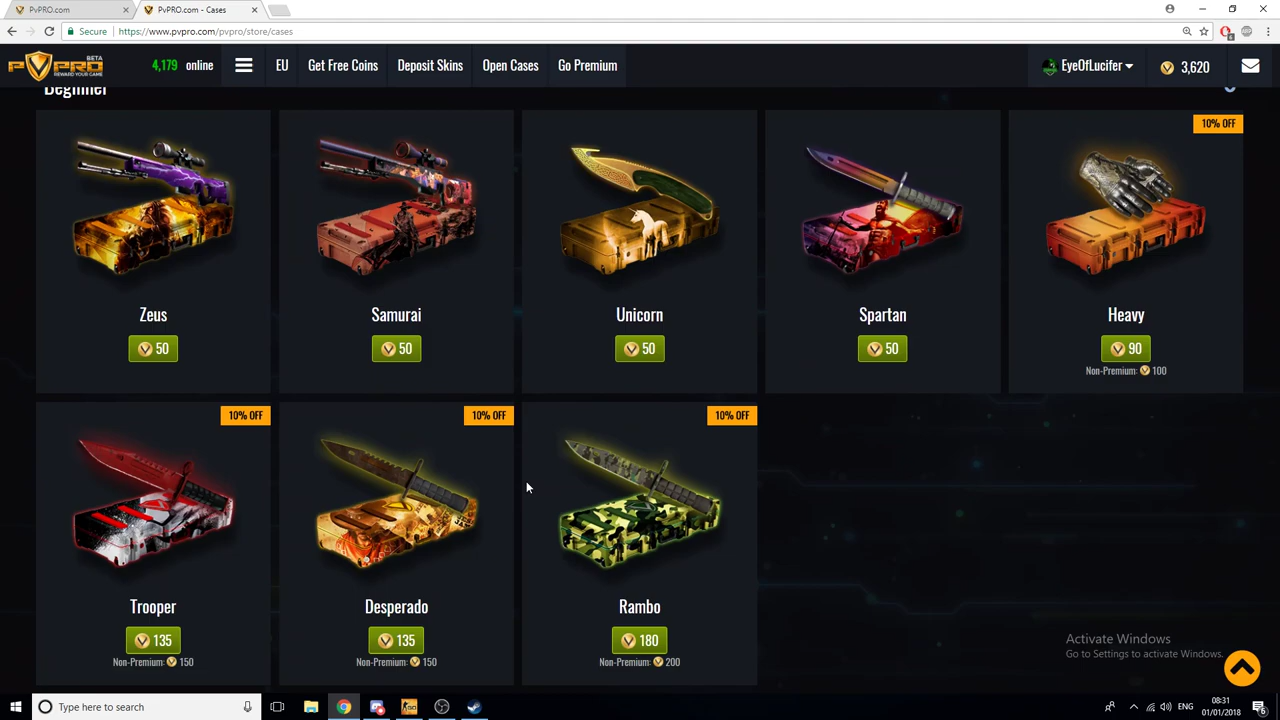 PvPRO.com
PvPRO.com - Cases
Secure
https://www.pvpro.com/pvpro/store/cases
PVPRO
BETA
REWARD YOUR GAME
4,179 online
EU
Get Free Coins
Deposit Skins
Open Cases
Go Premium
EyeOfLucifer
3,620
Beginner
10% OFF
Zeus
Samurai
Unicorn
Spartan
Heavy
50
50
50
50
90
Non-Premium: 100
10% OFF
10% OFF
10% OFF
Trooper
Desperado
Rambo
135
135
180
Non-Premium: 150
Non-Premium: 150
Non-Premium: 200
Activate Windows
Go to Settings to activate Windows.
Type here to search
ENG
08:31
01/01/2018